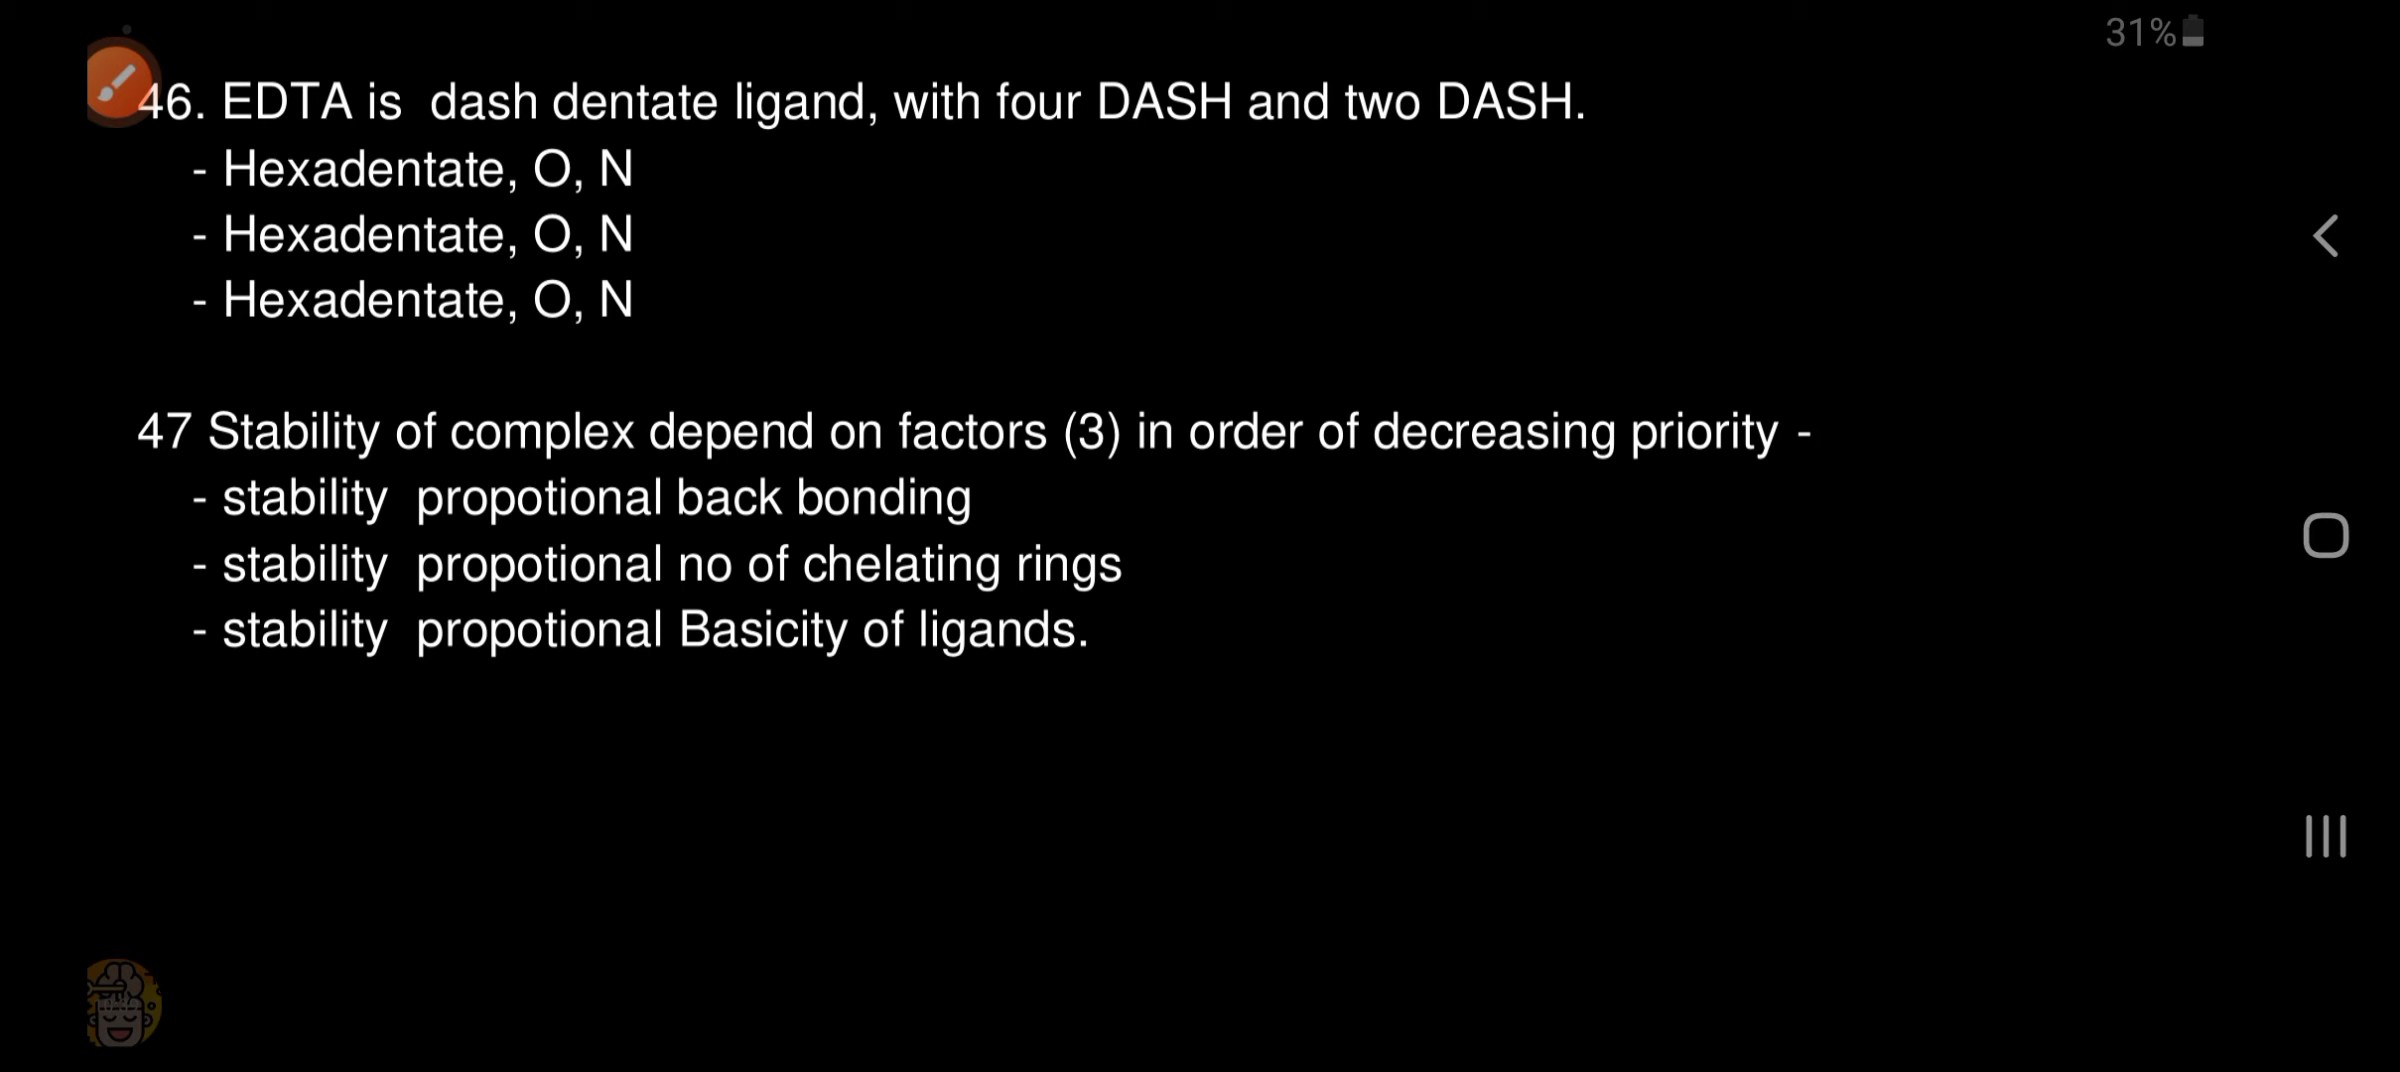 31%
46. EDTA is  dash dentate ligand, with four DASH and two DASH.
- Hexadentate, O, N
- Hexadentate, O, N
- Hexadentate, O, N
47 Stability of complex depend on factors (3) in order of decreasing priority -
- stability  propotional back bonding
- stability  propotional no of chelating rings
- stability  propotional Basicity of ligands.